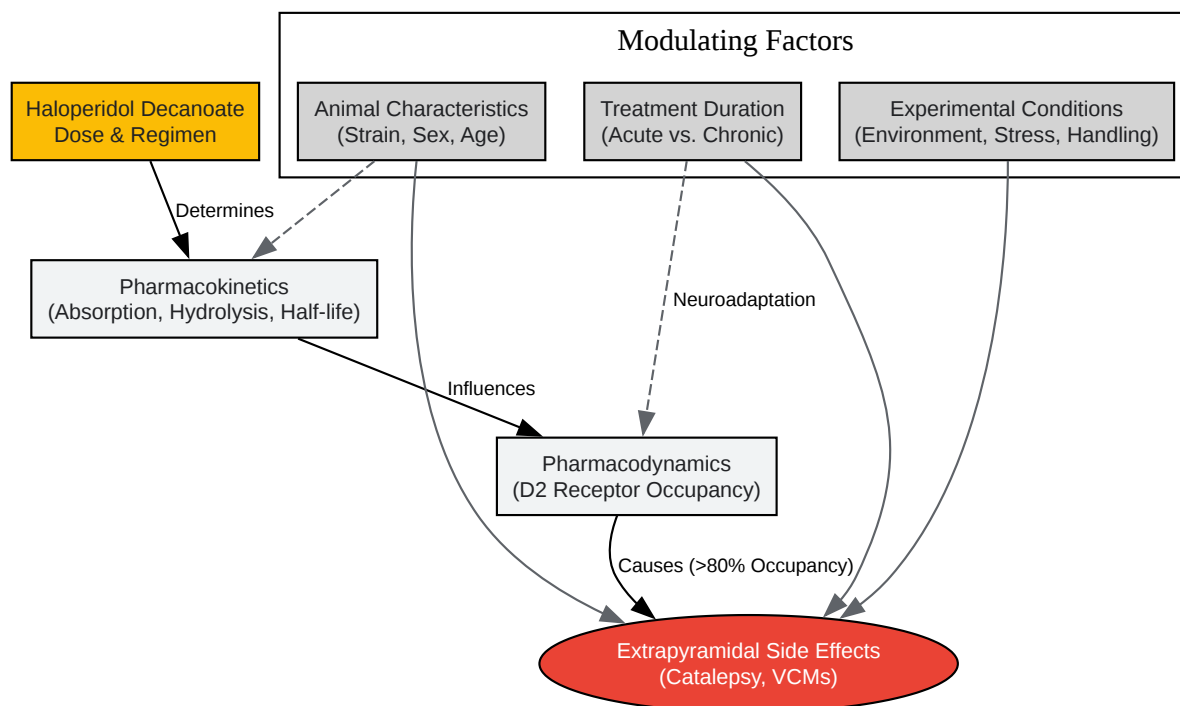 Modulating Factors
Haloperidol Decanoate
Dose & Regimen
Animal Characteristics
(Strain, Sex, Age)
Treatment Duration
(Acute vs. Chronic)
Experimental Conditions
(Environment, Stress, Handling)
Determines
Pharmacokinetics
(Absorption, Hydrolysis, Half-life)
Neuroadaptation
Influences
Pharmacodynamics
(D2 Receptor Occupancy)
Causes (>80% Occupancy)
Extrapyramidal Side Effects
(Catalepsy, VCMs)